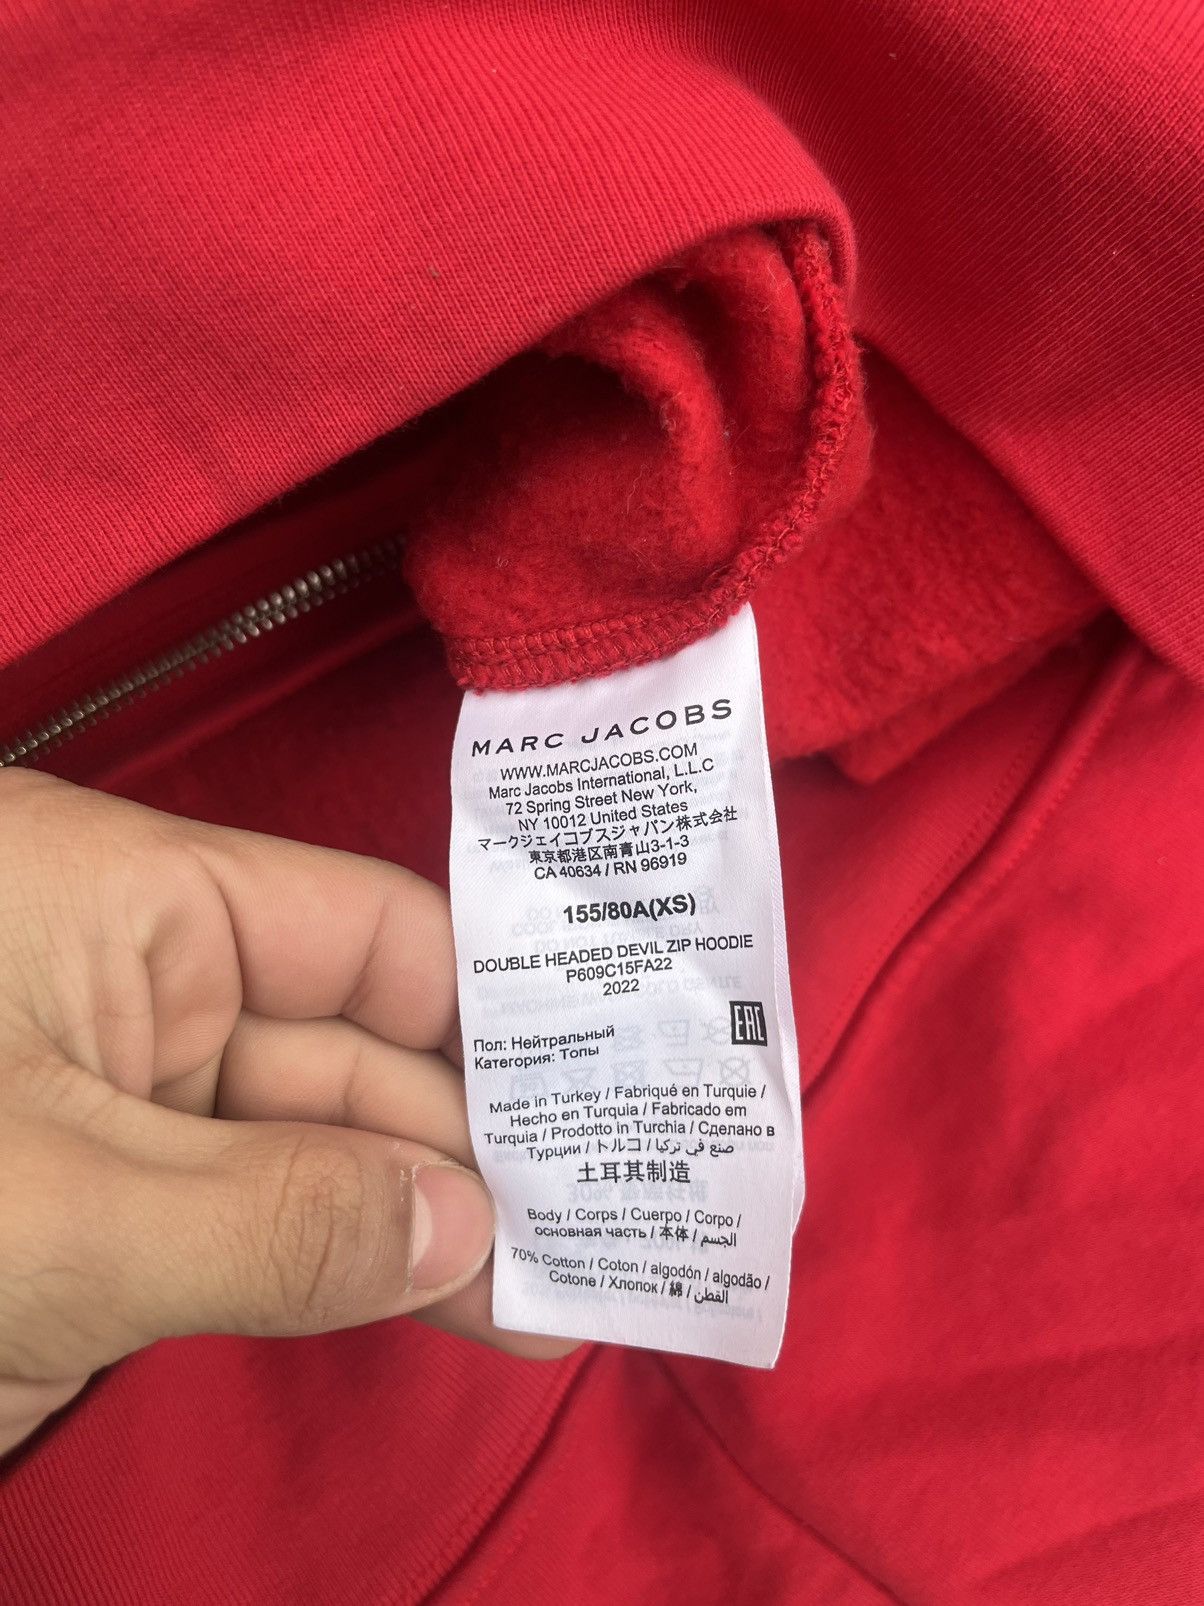 MARC JACOBS
WWW.MARCJACOBS.COM
Marc Jacobs International, L.L.C
72 Spring Street New York,
NY 10012 United States
マークジェイコブスジャパン株式会社
東京都港区南青山3-1-3
CA 40634 / RN 96919
155/80A(XS)
DOUBLE HEADED DEVIL ZIP HOODIE
P609C15FA22
2022
EAC
Пол: Нейтральный
Категория: Топы
Made in Turkey / Fabriqué en Turquie /
Hecho en Turquia / Fabricado em
Turquia / Prodotto in Turchia / Сделано в
Турции / トルコ / صنع في تركيا
土耳其制造
Body / Corps / Cuerpo / Corpo /
основная часть / 本体 / الجسم
70% Cotton / Coton / algodón / algodão /
Cotone / Хлопок / 綿 / القطن